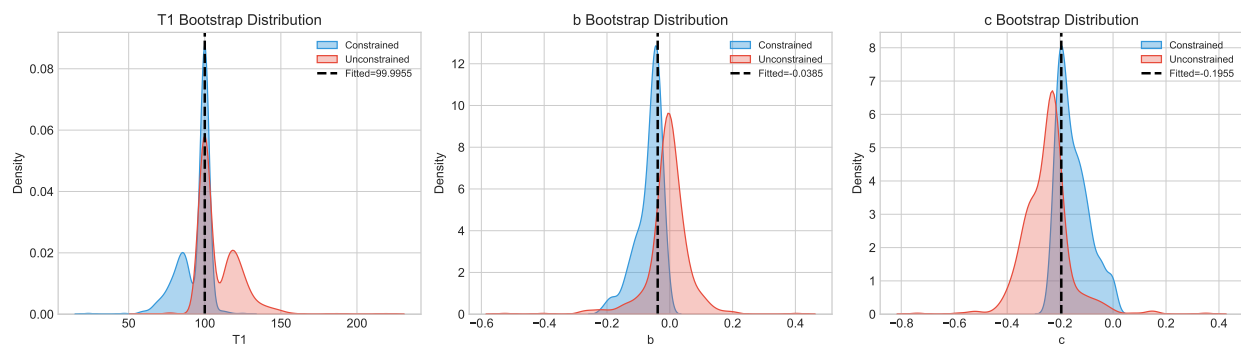 T1 Bootstrap Distribution
Constrained
Unconstrained
Fitted=99.9955
0.08
0.06
0.04
0.02
0.00
Density
50
100
150
200
T1
b Bootstrap Distribution
Constrained
Unconstrained
Fitted=-0.0385
12
10
8
6
4
2
0
Density
−0.6
−0.4
−0.2
0.0
0.2
0.4
b
c Bootstrap Distribution
Constrained
Unconstrained
Fitted=-0.1955
8
7
6
5
4
3
2
1
0
Density
−0.8
−0.6
−0.4
−0.2
0.0
0.2
0.4
c